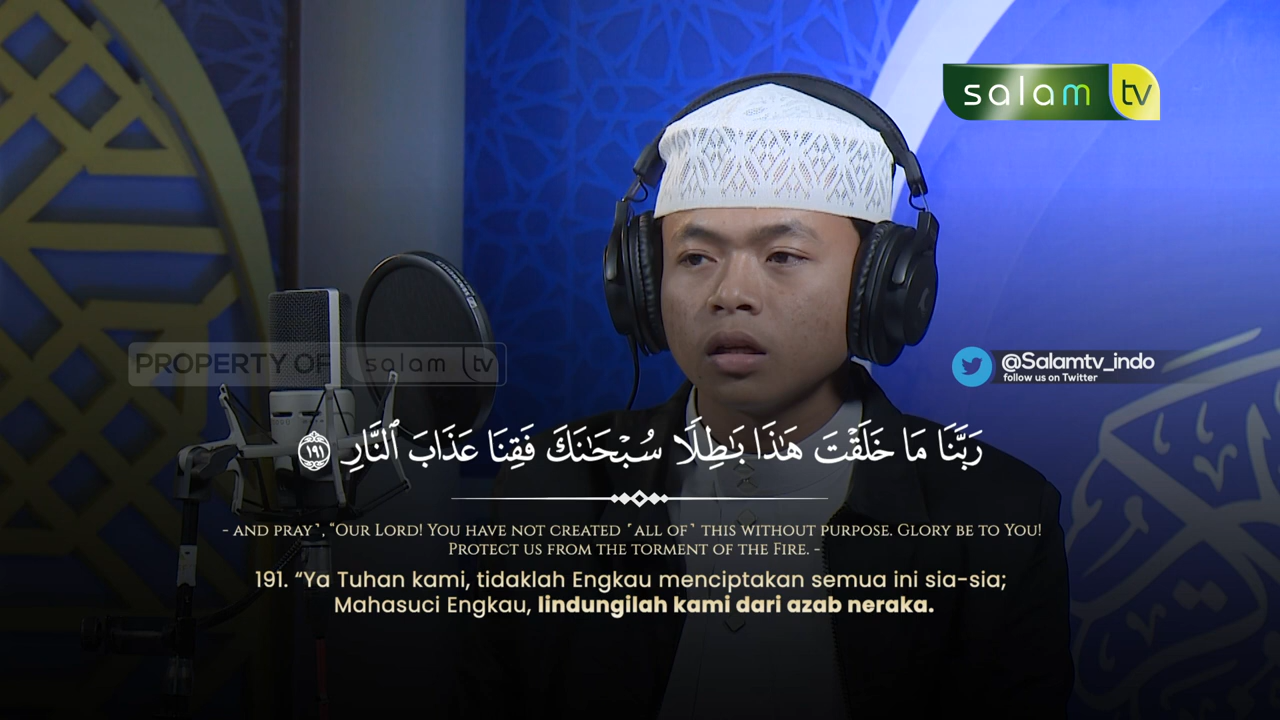 salam tv
PROPERTY OF salam tv
@Salamtv_indo
follow us on Twitter
رَبَّنَا مَا خَلَقْتَ هَٰذَا بَٰطِلًا سُبْحَٰنَكَ فَقِنَا عَذَابَ ٱلنَّارِ ١٩١
- AND PRAY˺, “OUR LORD! YOU HAVE NOT CREATED ˹ALL OF˺ THIS WITHOUT PURPOSE. GLORY BE TO YOU!
PROTECT US FROM THE TORMENT OF THE FIRE. -
191. “Ya Tuhan kami, tidaklah Engkau menciptakan semua ini sia-sia;
Mahasuci Engkau, lindungilah kami dari azab neraka.